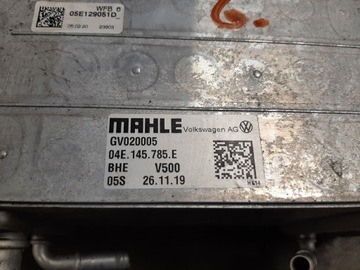 WFB 6
05E129051D
MAHLE Volkswagen AG
GV020005
04E.145.785.E
BHE V500
05S 26.11.19